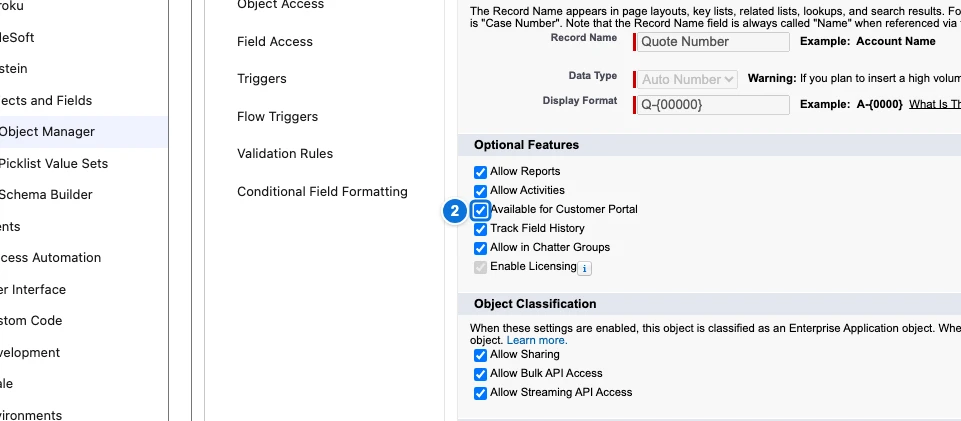 roku
leSoft
stein
jects and Fields
Object Manager
Picklist Value Sets
Schema Builder
ents
cess Automation
er Interface
stom Code
velopment
ale
vironments
Object Access
Field Access
Triggers
Flow Triggers
Validation Rules
Conditional Field Formatting
The Record Name appears in page layouts, key lists, related lists, lookups, and search results. Fo
is "Case Number". Note that the Record Name field is always called "Name" when referenced via
Record Name Quote Number Example: Account Name
Data Type Auto Number Warning: If you plan to insert a high volum
Display Format Q-{00000} Example: A-{0000} What Is Th
Optional Features
Allow Reports
Allow Activities
2 Available for Customer Portal
Track Field History
Allow in Chatter Groups
Enable Licensing i
Object Classification
When these settings are enabled, this object is classified as an Enterprise Application object. Whe
object. Learn more.
Allow Sharing
Allow Bulk API Access
Allow Streaming API Access